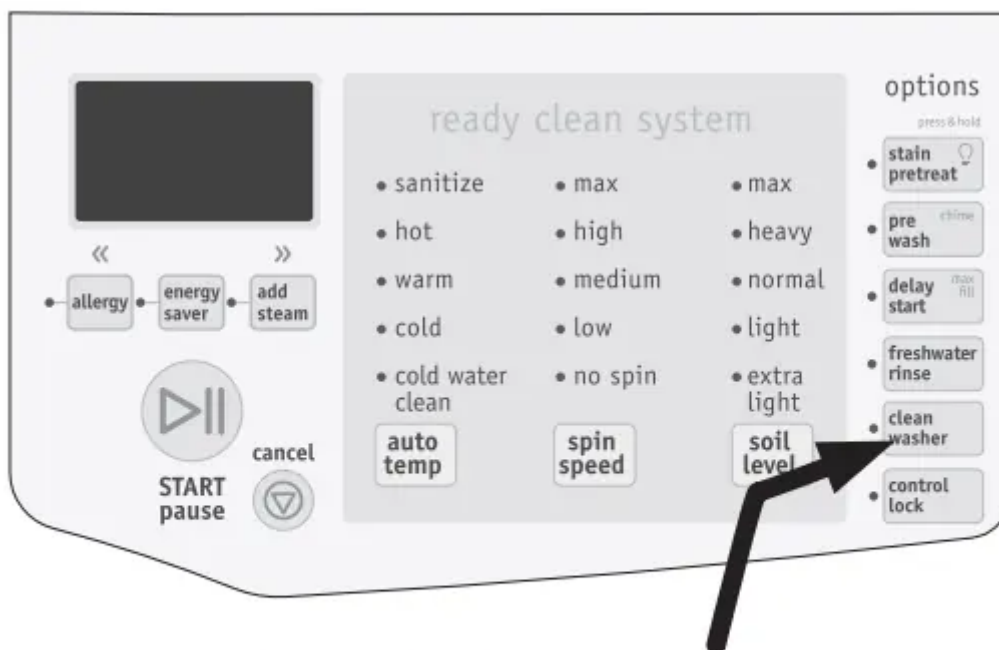 options
press & hold
ready clean system
• sanitize
• hot
• warm
• cold
• cold water
clean
auto
temp
• max
• high
• medium
• low
• no spin
spin
speed
• max
• heavy
• normal
• light
• extra
light
soil
level
«
»
allergy
energy
saver
add
steam
START
pause
cancel
stain
pretreat
pre
wash
chime
delay
start
max
fill
freshwater
rinse
clean
washer
control
lock